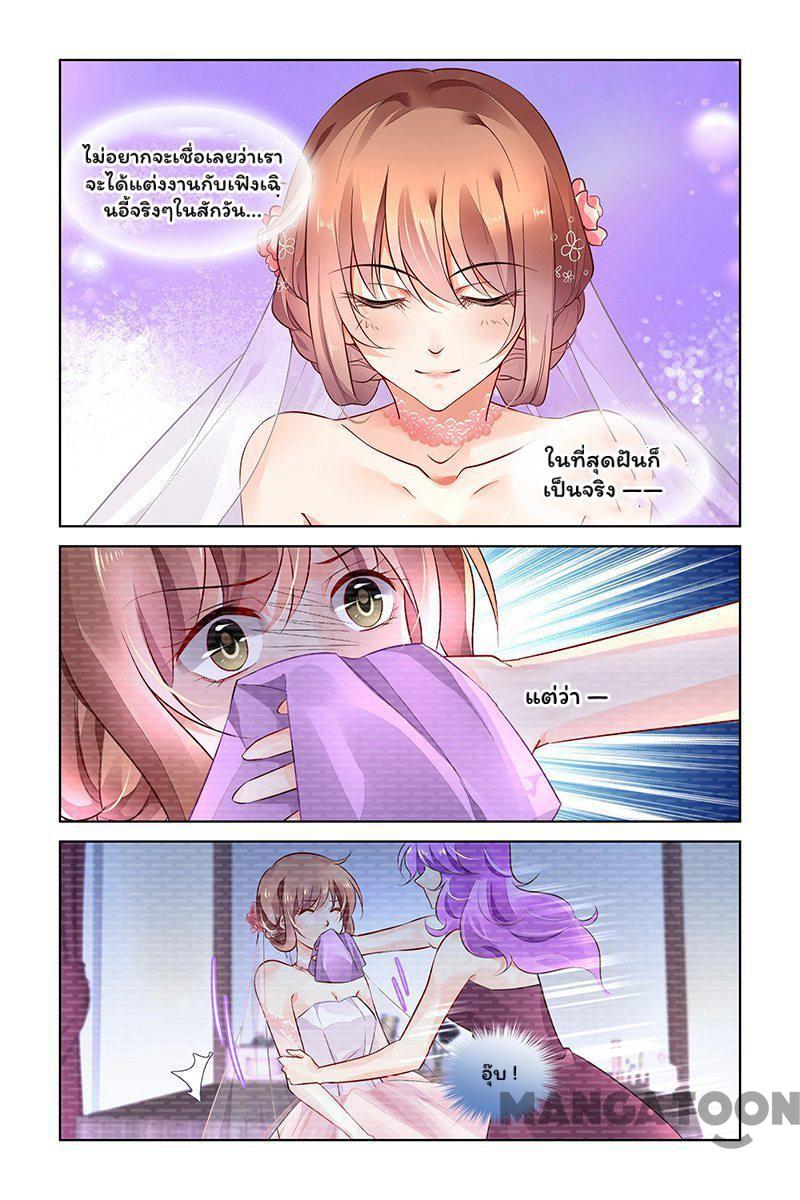 ไม่อยากจะเชื่อเลยว่าเรา
จะได้แต่งงานกับเฟิงเฉิ
นอี้จริงๆในสักวัน...
ในที่สุดฝันก็
เป็นจริง ——
แต่ว่า —
อุ๊บ !
MANGATOON